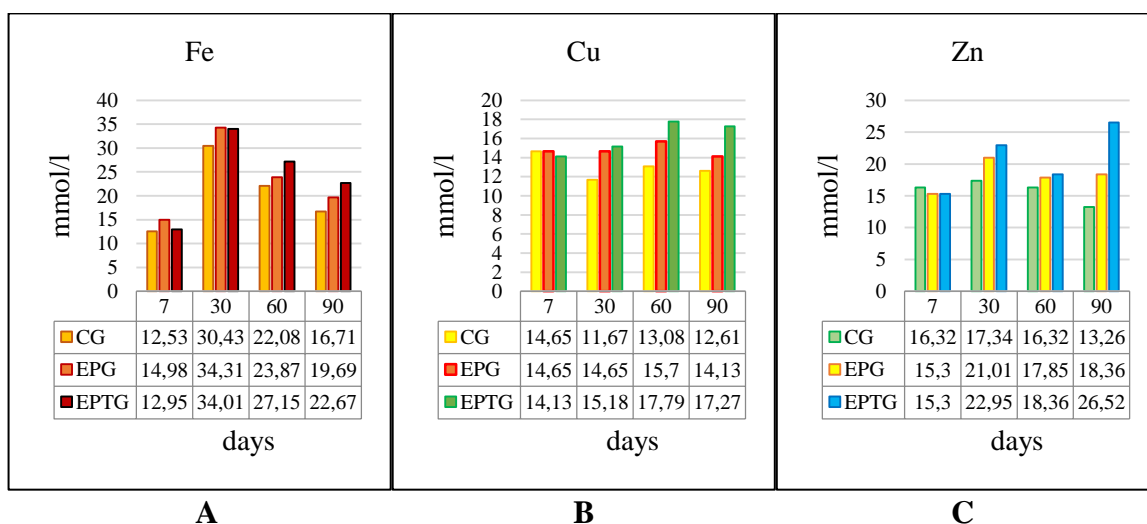 Fe
mmol/l
40
35
30
25
20
15
10
5
0
7 30 60 90
CG 12,53 30,43 22,08 16,71
EPG 14,98 34,31 23,87 19,69
EPTG 12,95 34,01 27,15 22,67
days
A
Cu
mmol/l
20
18
16
14
12
10
8
6
4
2
0
7 30 60 90
CG 14,65 11,67 13,08 12,61
EPG 14,65 14,65 15,7 14,13
EPTG 14,13 15,18 17,79 17,27
days
B
Zn
mmol/l
30
25
20
15
10
5
0
7 30 60 90
CG 16,32 17,34 16,32 13,26
EPG 15,3 21,01 17,85 18,36
EPTG 15,3 22,95 18,36 26,52
days
C